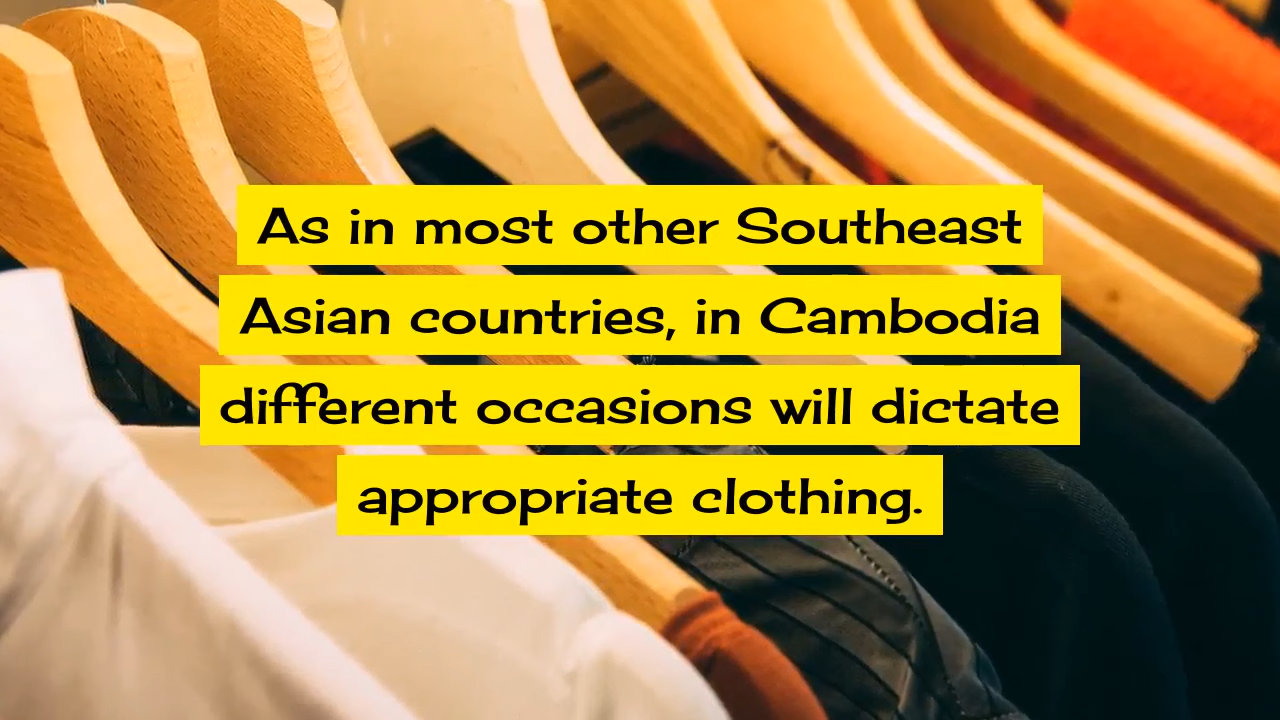 As in most other Southeast
Asian countries, in Cambodia
different occasions will dictate
appropriate clothing.